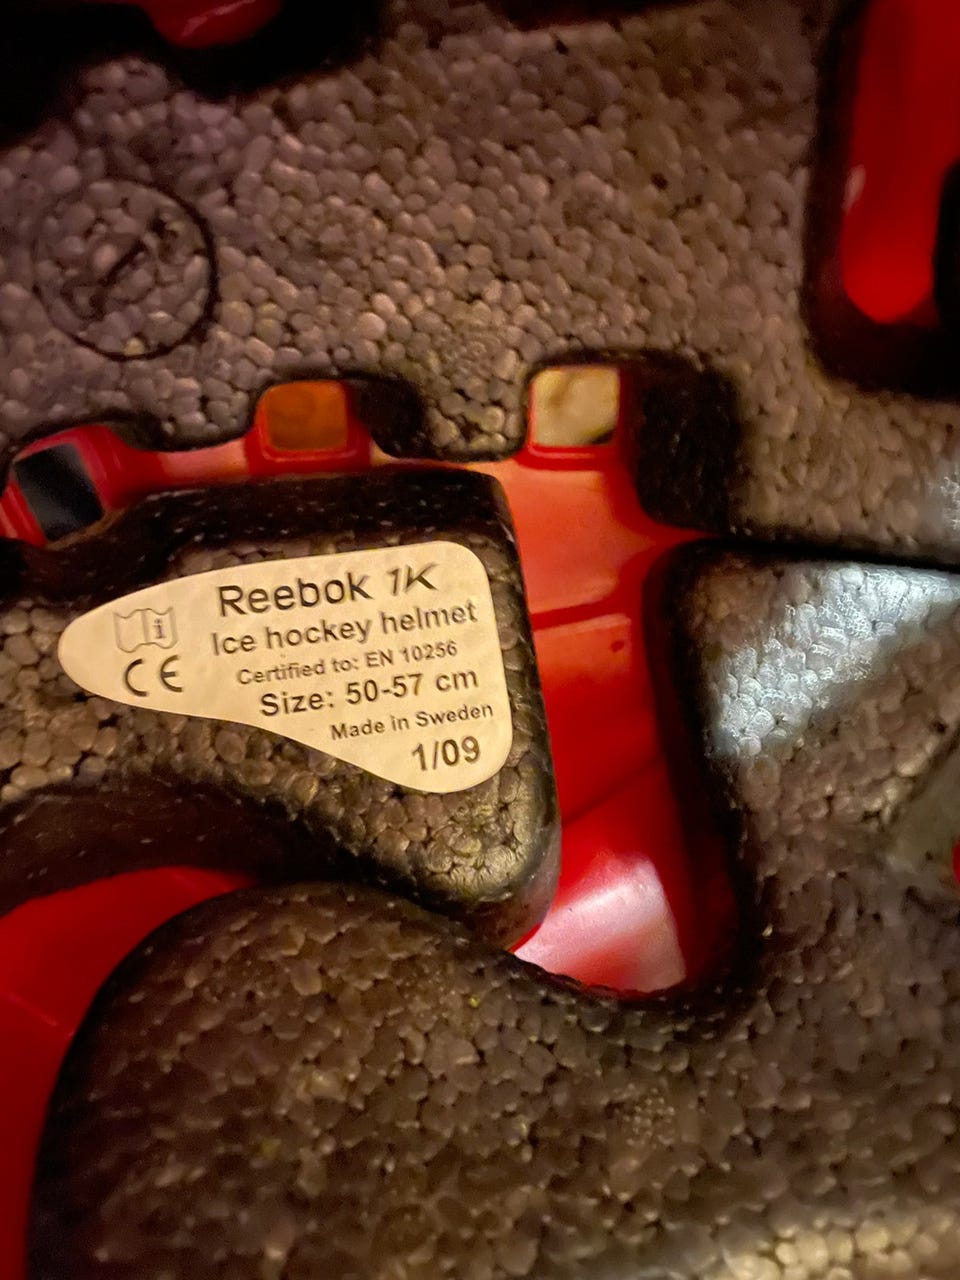 Reebok 1K
Ice hockey helmet
Certified to: EN 10256
Size: 50-57 cm
Made in Sweden
1/09
i
CE